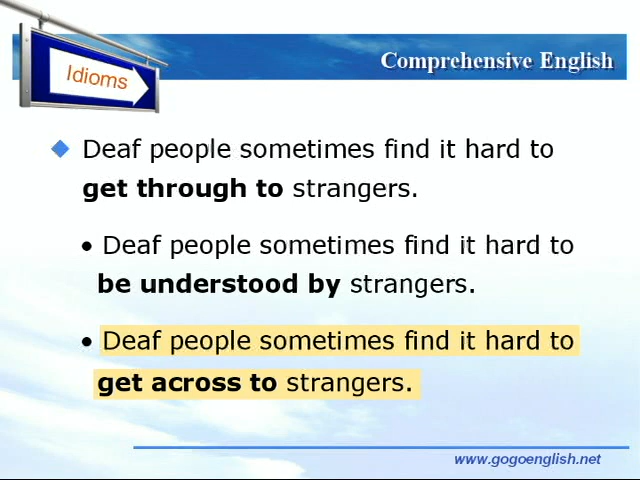 Idioms
Comprehensive English
Deaf people sometimes find it hard to
get through to strangers.
• Deaf people sometimes find it hard to
be understood by strangers.
• Deaf people sometimes find it hard to
get across to strangers.
www.gogoenglish.net